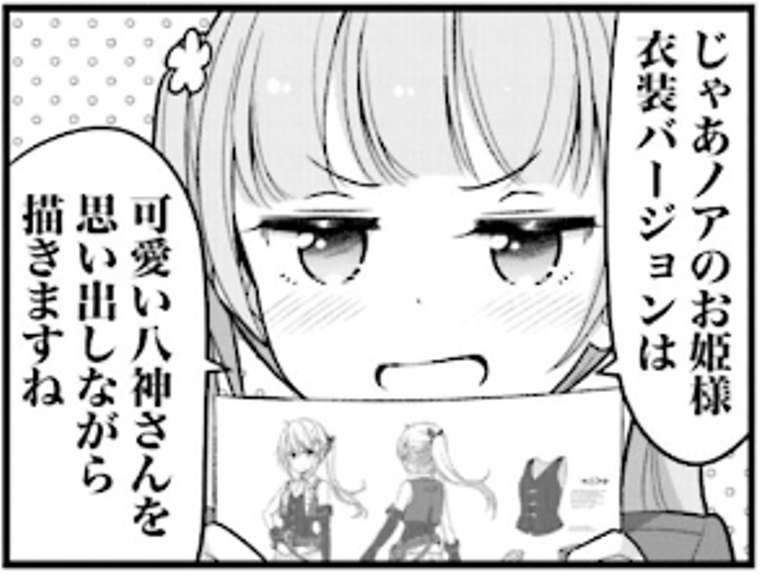 じゃあノアのお姫様
衣装バージョンは
可愛い八神さんを
思い出しながら
描きますね